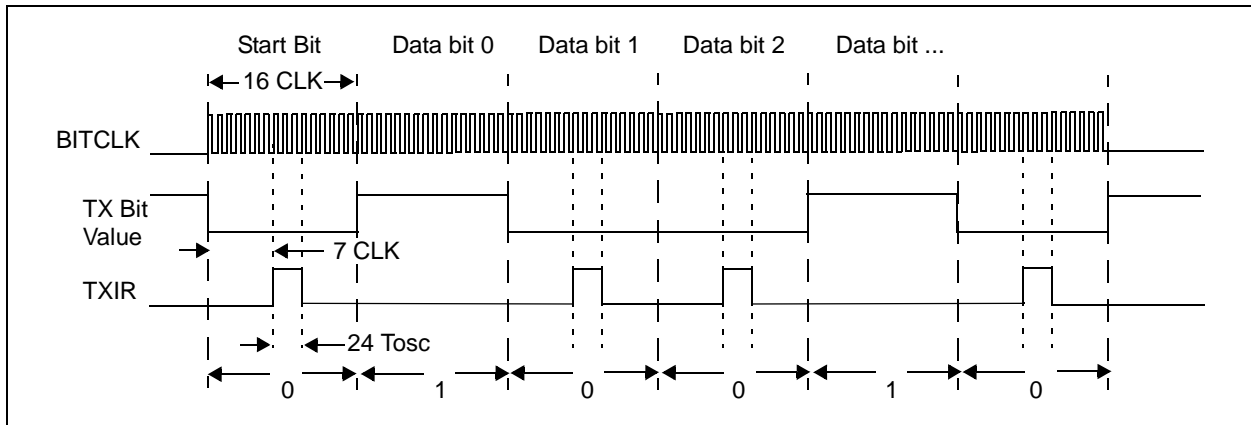 Start Bit Data bit 0 Data bit 1 Data bit 2 Data bit ...
16 CLK
BITCLK
TX Bit
Value
7 CLK
TXIR
24 Tosc
0 1 0 0 1 0